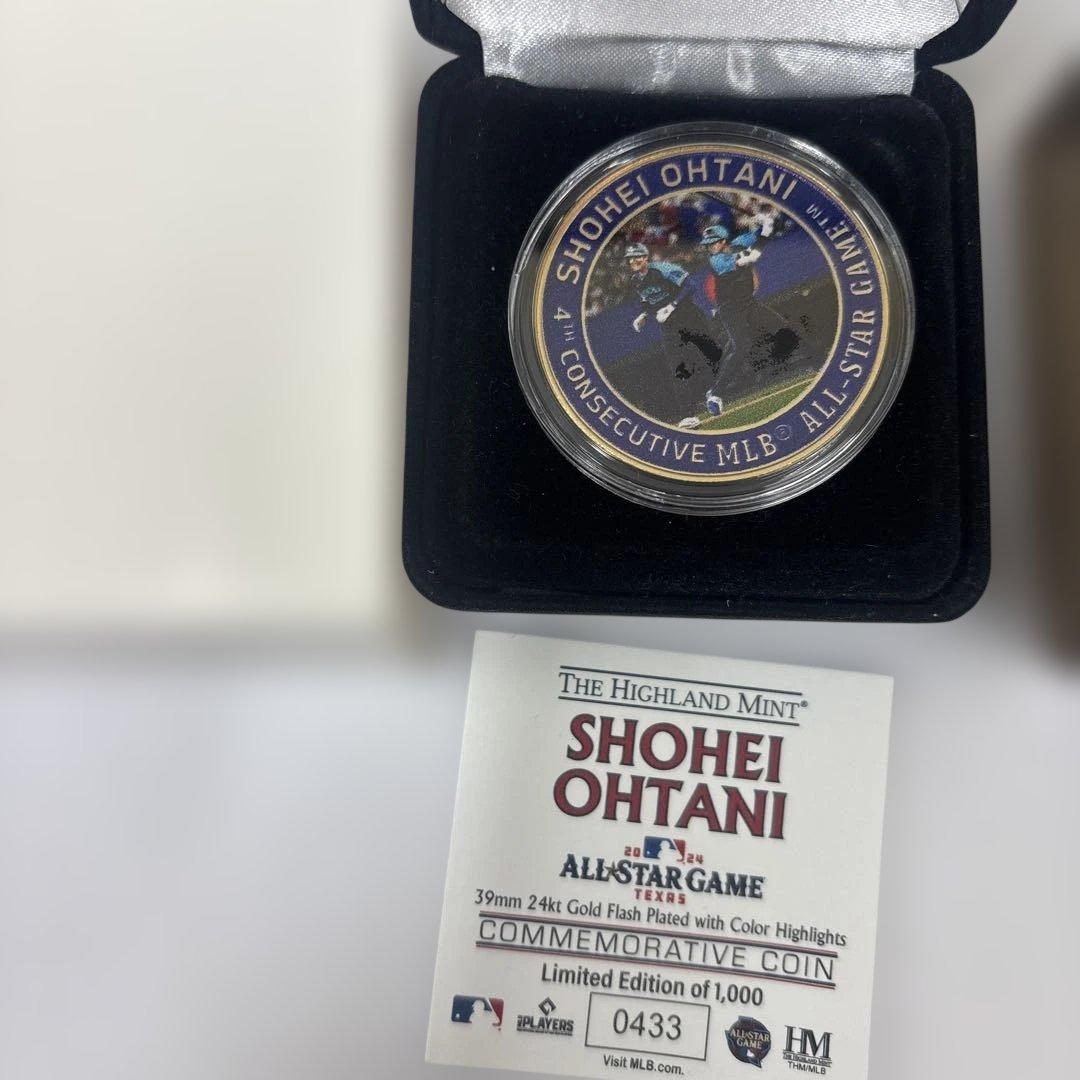 SHOHEI OHTANI
4TH CONSECUTIVE MLB® ALL-STAR GAME™
THE HIGHLAND MINT®
SHOHEI
OHTANI
2024
ALL★STAR GAME
TEXAS
39mm 24kt Gold Flash Plated with Color Highlights
COMMEMORATIVE COIN
Limited Edition of 1,000
PLAYERS
0433
ALL★STAR
GAME
HM
THE HIGHLAND MINT
THM/MLB
Visit MLB.com.